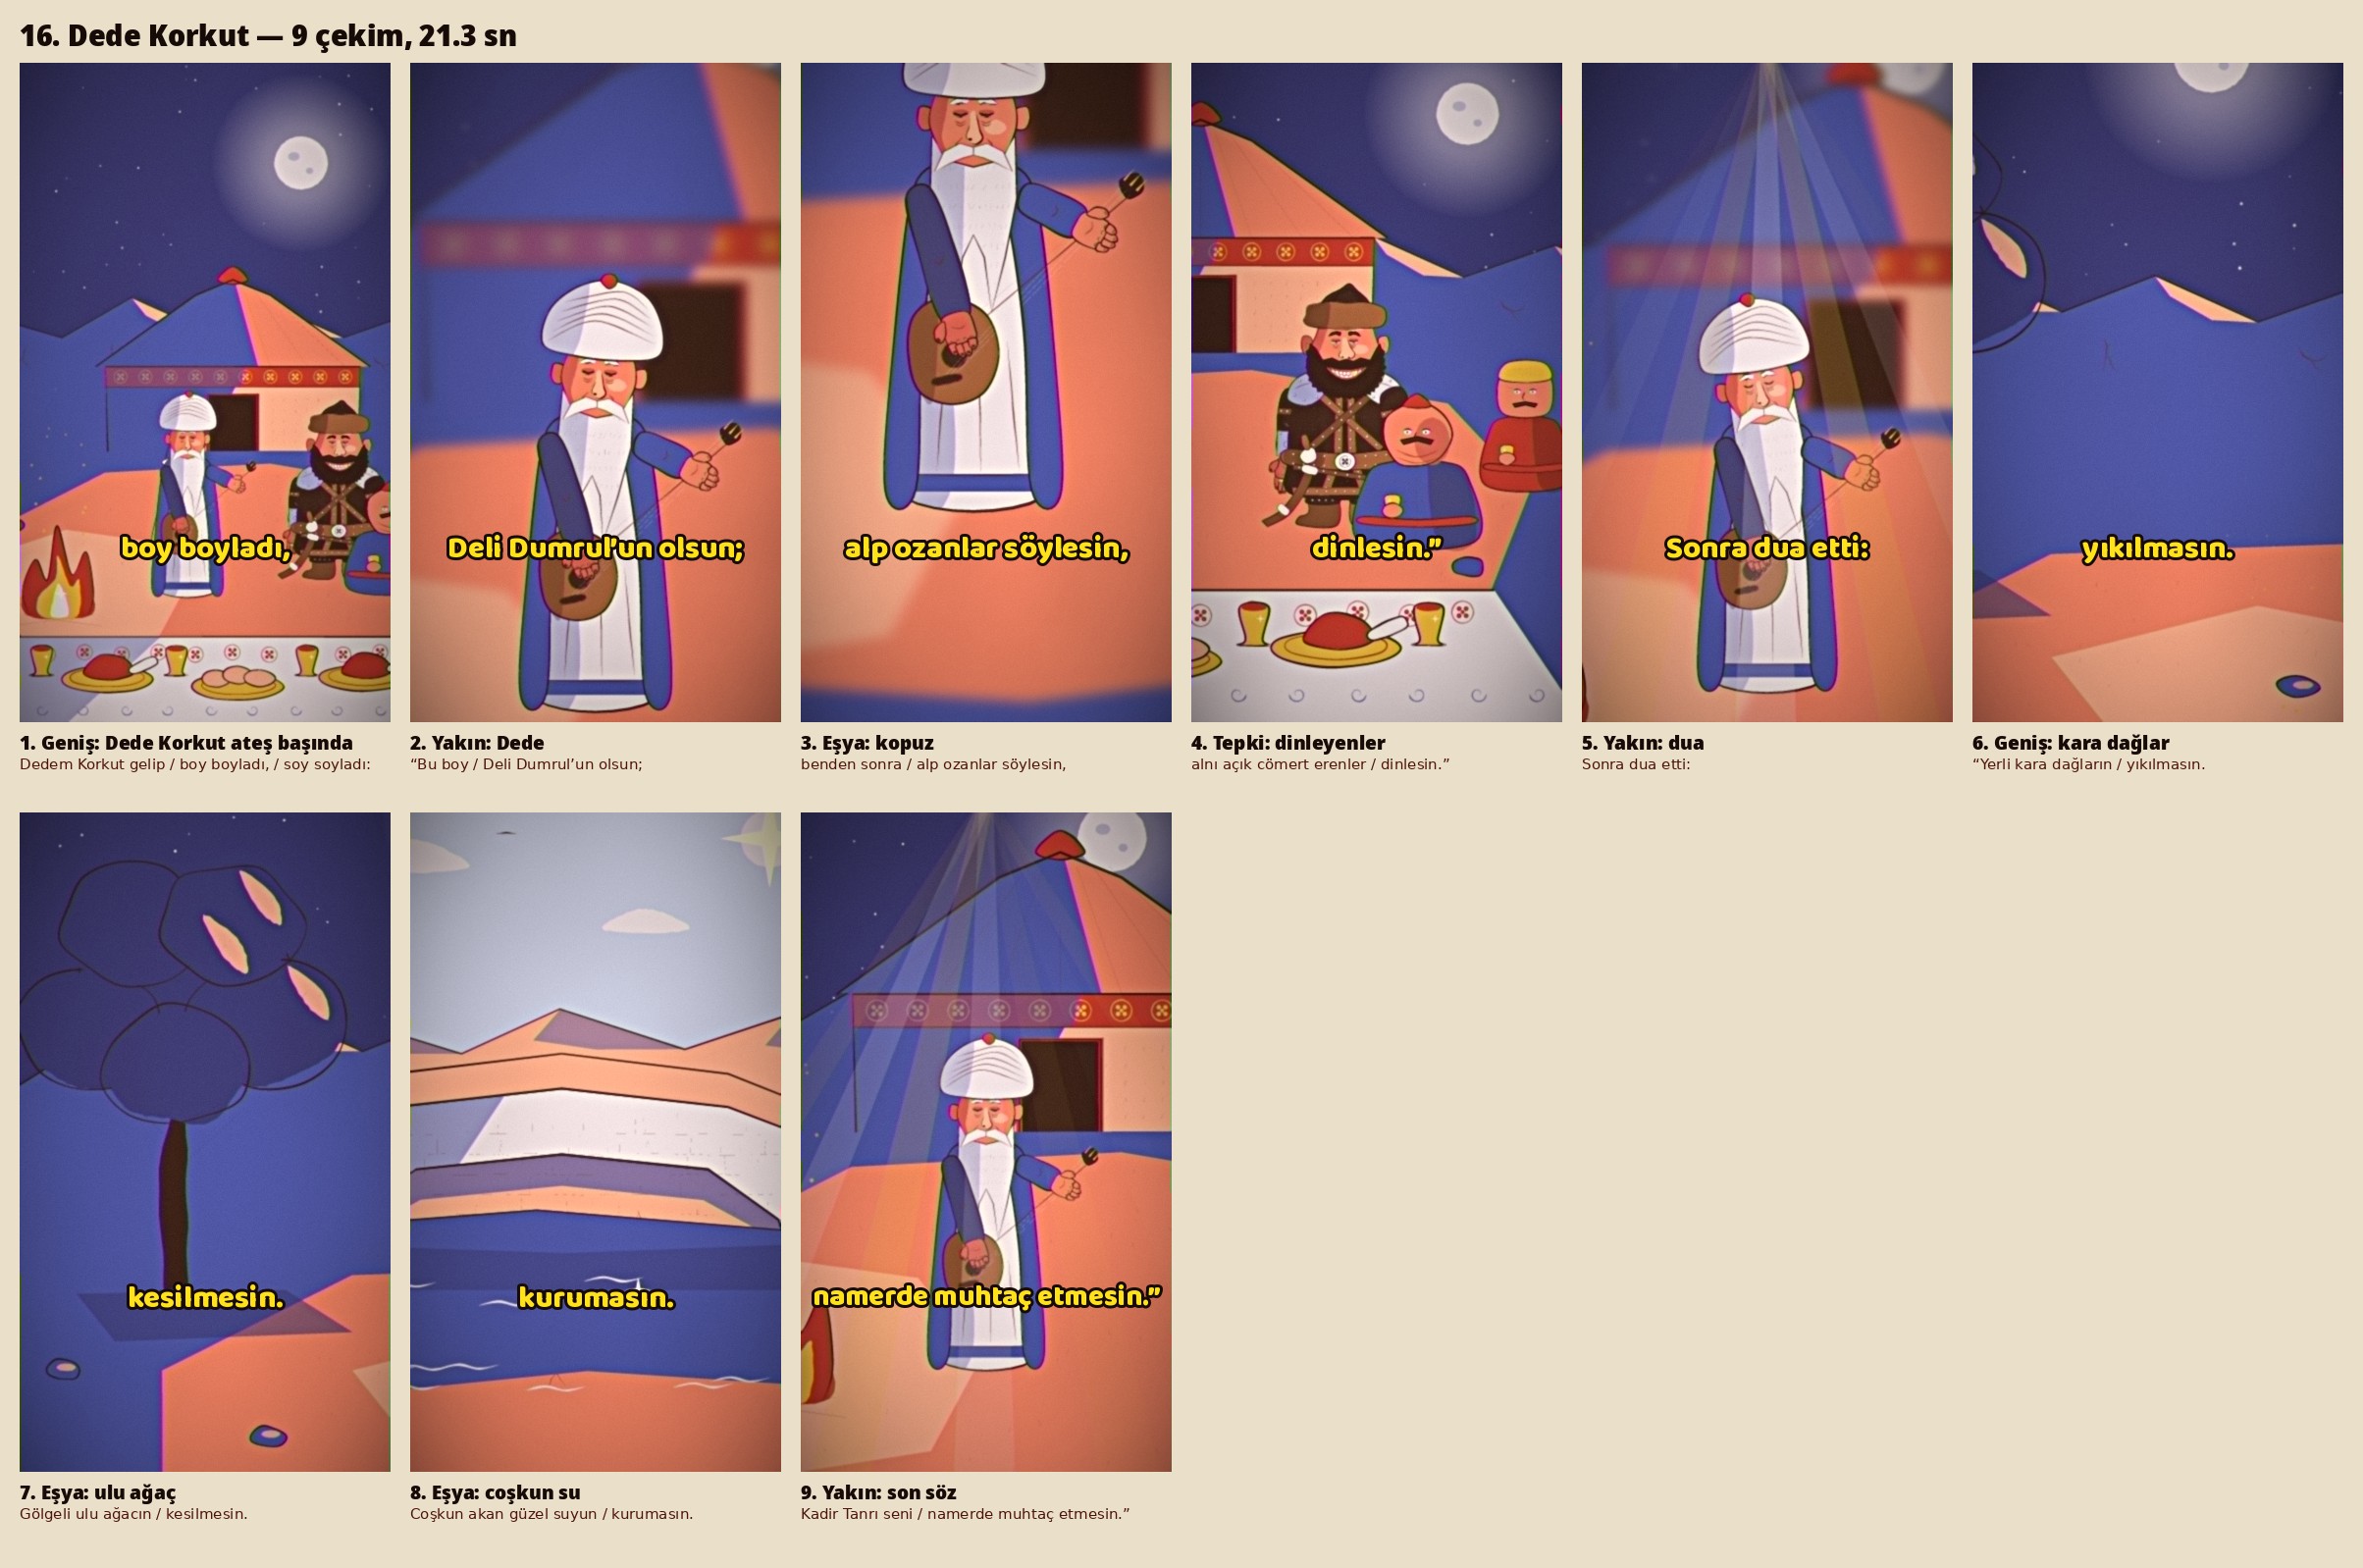 16. Dede Korkut — 9 çekim, 21.3 sn
boy boyladı,
Deli Dumrul’un olsun;
alp ozanlar söylesin,
dinlesin.”
Sonra dua etti:
yıkılmasın.
1. Geniş: Dede Korkut ateş başında
Dedem Korkut gelip / boy boyladı, / soy soyladı:
2. Yakın: Dede
“Bu boy / Deli Dumrul’un olsun;
3. Eşya: kopuz
benden sonra / alp ozanlar söylesin,
4. Tepki: dinleyenler
alnı açık cömert erenler / dinlesin.”
5. Yakın: dua
Sonra dua etti:
6. Geniş: kara dağlar
“Yerli kara dağların / yıkılmasın.
kesilmesin.
kurumasın.
namerde muhtaç etmesin.”
7. Eşya: ulu ağaç
Gölgeli ulu ağacın / kesilmesin.
8. Eşya: coşkun su
Coşkun akan güzel suyun / kurumasın.
9. Yakın: son söz
Kadir Tanrı seni / namerde muhtaç etmesin.”